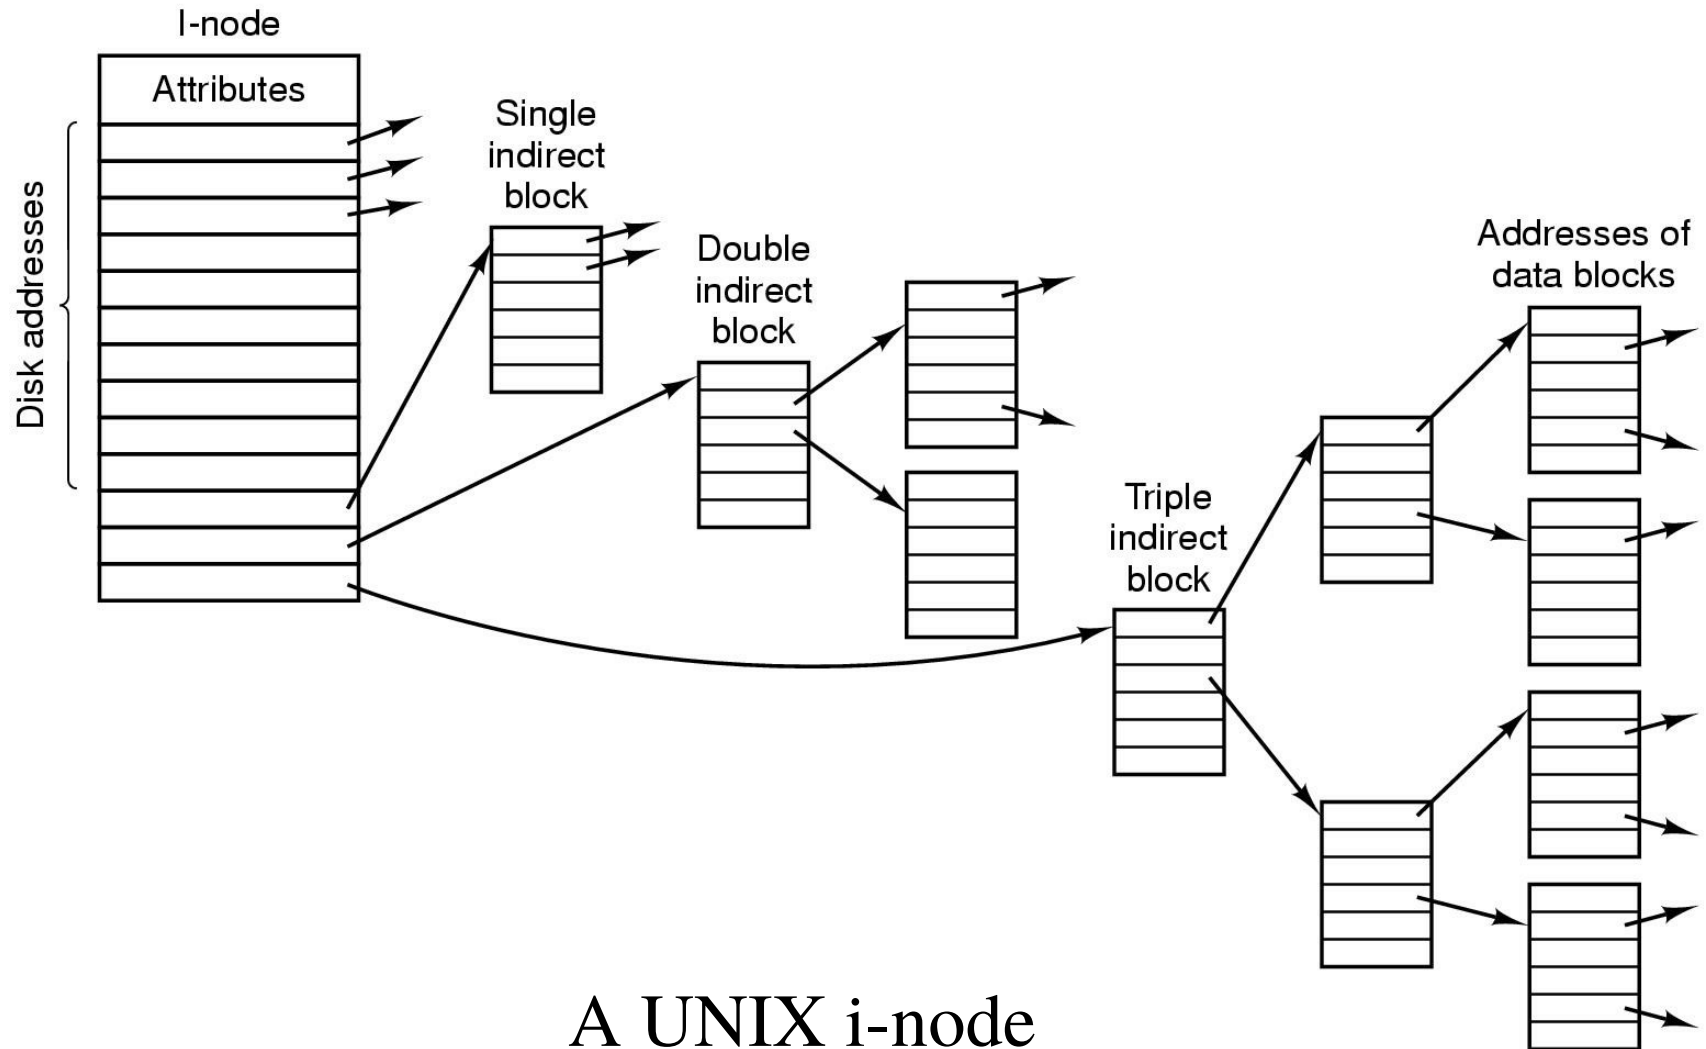 I-node
Attributes
Disk addresses
Single
indirect
block
Double
indirect
block
Triple
indirect
block
Addresses of
data blocks
A UNIX i-node